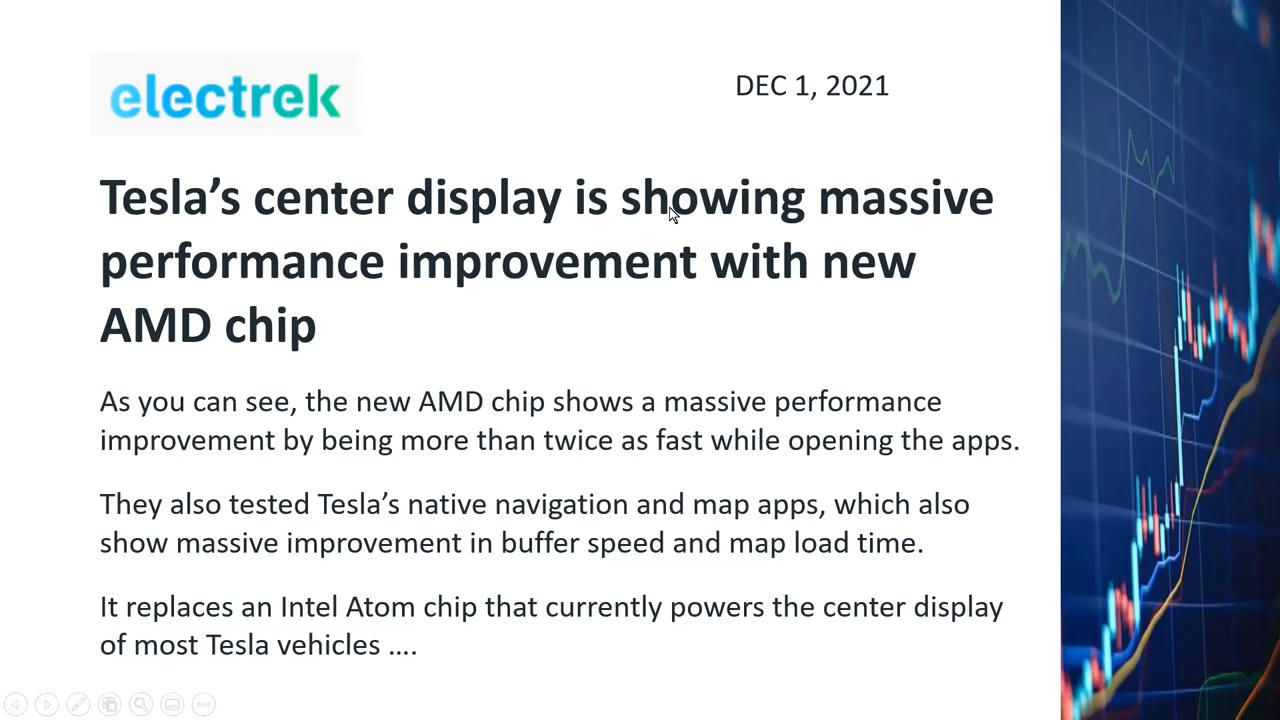 electrek
DEC 1, 2021
Tesla’s center display is showing massive
performance improvement with new
AMD chip
As you can see, the new AMD chip shows a massive performance
improvement by being more than twice as fast while opening the apps.
They also tested Tesla’s native navigation and map apps, which also
show massive improvement in buffer speed and map load time.
It replaces an Intel Atom chip that currently powers the center display
of most Tesla vehicles ....